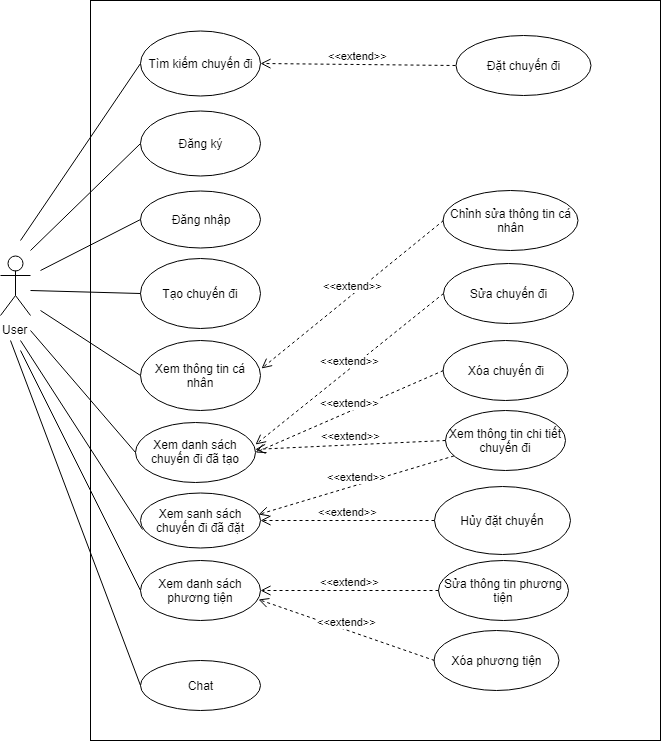 Tìm kiếm chuyến đi
<<extend>>
Đặt chuyến đi
Đăng ký
Đăng nhập
Chỉnh sửa thông tin cá
nhân
Tạo chuyến đi
<<extend>>
Sửa chuyến đi
User
Xem thông tin cá
nhân
<<extend>>
Xóa chuyến đi
<<extend>>
Xem danh sách
chuyến đi đã tạo
<<extend>>
Xem thông tin chi tiết
chuyến đi
<<extend>>
Xem sanh sách
chuyến đi đã đặt
<<extend>>
Hủy đặt chuyến
Xem danh sách
phương tiện
<<extend>>
Sửa thông tin phương
tiện
<<extend>>
Xóa phương tiện
Chat